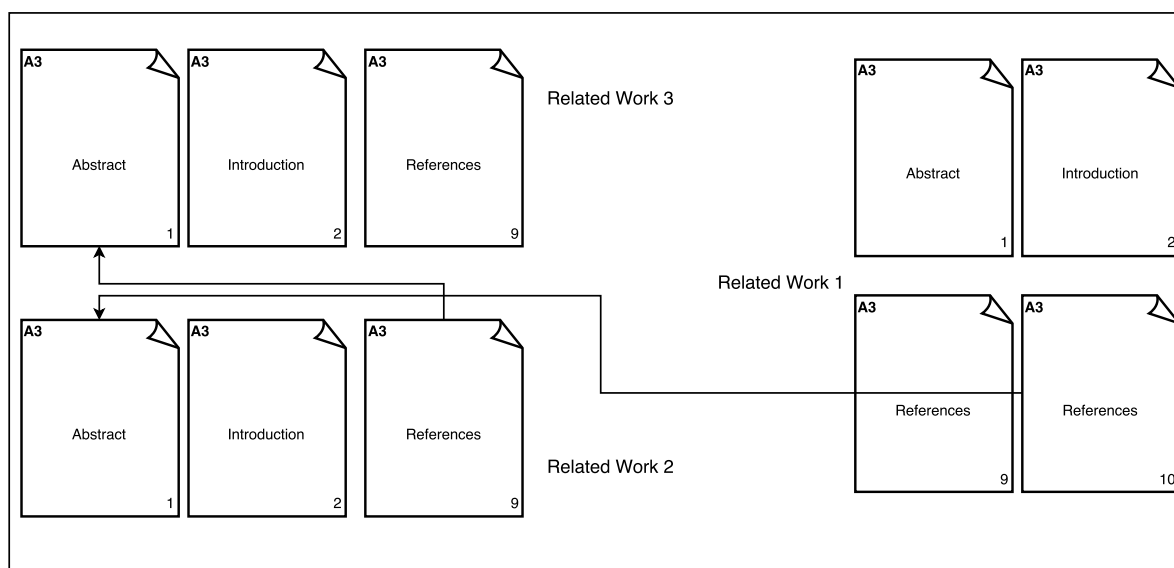 A3
Abstract
1
A3
Introduction
2
A3
References
9
Related Work 3
A3
Abstract
1
A3
Introduction
2
Related Work 1
A3
References
9
A3
References
10
A3
Abstract
1
A3
Introduction
2
A3
References
9
Related Work 2